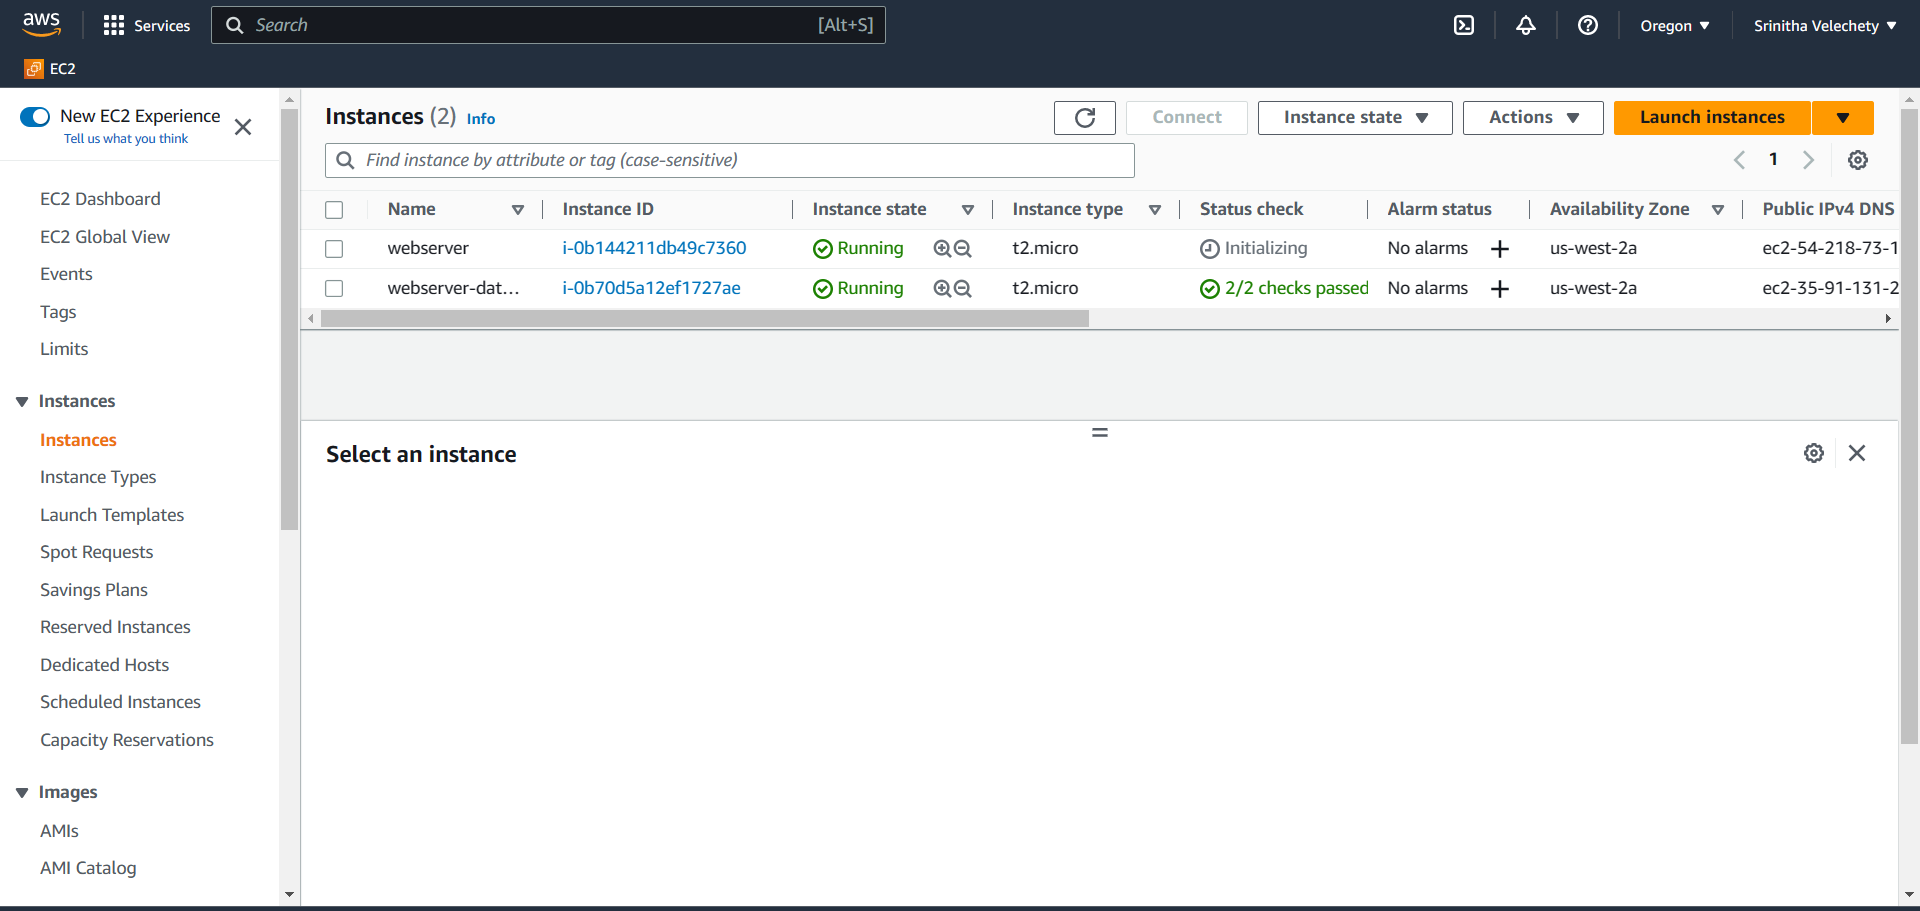 aws
Services
Search [Alt+S]
Oregon
Srinitha Velechety
EC2
New EC2 Experience
Tell us what you think
EC2 Dashboard
EC2 Global View
Events
Tags
Limits
Instances
Instances
Instance Types
Launch Templates
Spot Requests
Savings Plans
Reserved Instances
Dedicated Hosts
Scheduled Instances
Capacity Reservations
Images
AMIs
AMI Catalog
Instances (2) Info
Connect
Instance state
Actions
Launch instances
Find instance by attribute or tag (case-sensitive)
1
Name Instance ID Instance state Instance type Status check Alarm status Availability Zone Public IPv4 DNS
webserver i-0b144211db49c7360 Running t2.micro Initializing No alarms us-west-2a ec2-54-218-73-1
webserver-dat... i-0b70d5a12ef1727ae Running t2.micro 2/2 checks passed No alarms us-west-2a ec2-35-91-131-2
Select an instance